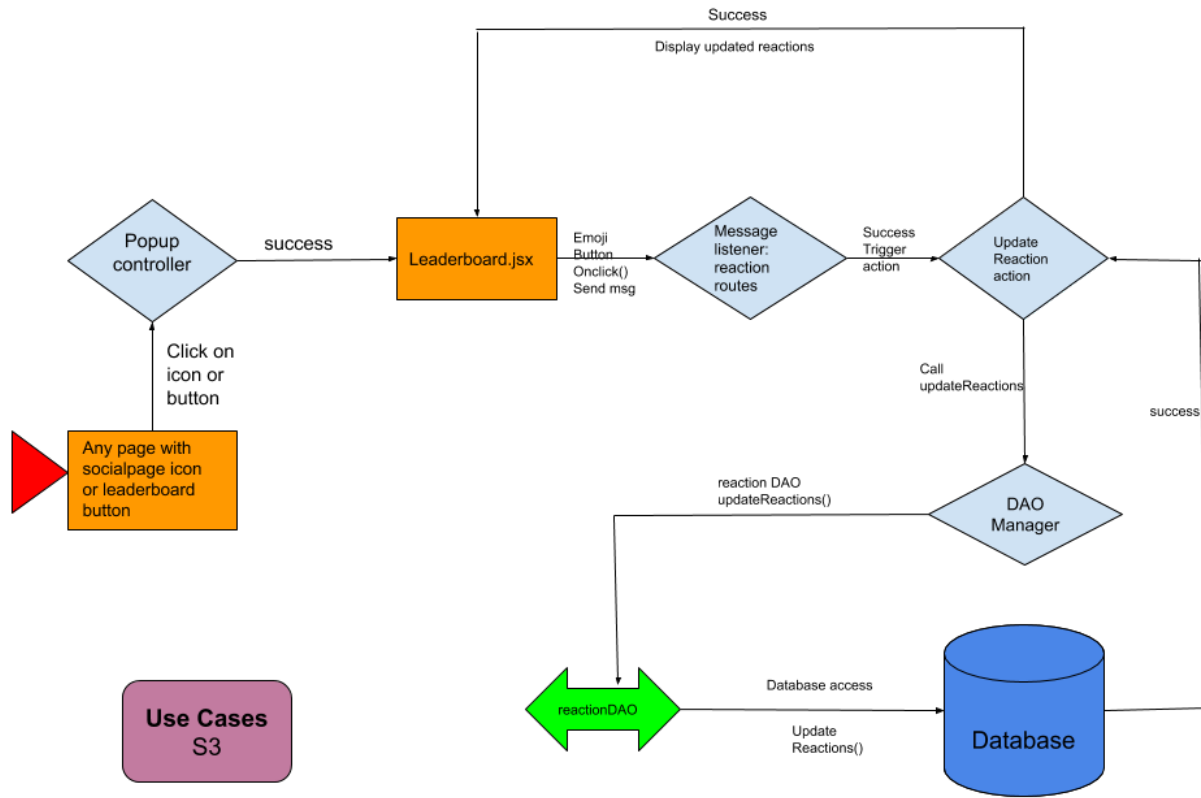 Success
Display updated reactions
Popup
controller
success
Leaderboard.jsx
Emoji
Button
Onclick()
Send msg
Message
listener:
reaction
routes
Success
Trigger
action
Update
Reaction
action
Click on
icon or
button
Call
updateReactions
success
Any page with
socialpage icon
or leaderboard
button
reaction DAO
updateReactions()
DAO
Manager
Use Cases
S3
reactionDAO
Database access
Update
Reactions()
Database